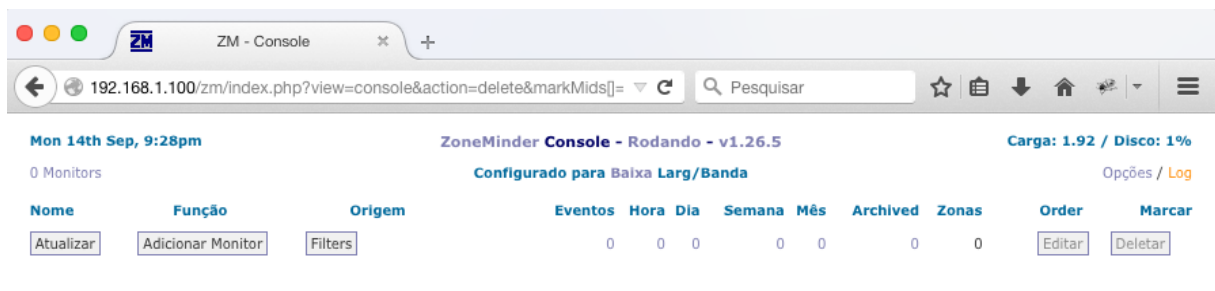 ZM ZM - Console
192.168.1.100/zm/index.php?view=console&action=delete&markMids[]= Pesquisar
Mon 14th Sep, 9:28pm ZoneMinder Console - Rodando - v1.26.5 Carga: 1.92 / Disco: 1%
0 Monitors Configurado para Baixa Larg/Banda Opções / Log
Nome Função Origem Eventos Hora Dia Semana Mês Archived Zonas Order Marcar
Atualizar Adicionar Monitor Filters 0 0 0 0 0 0 0 Editar Deletar